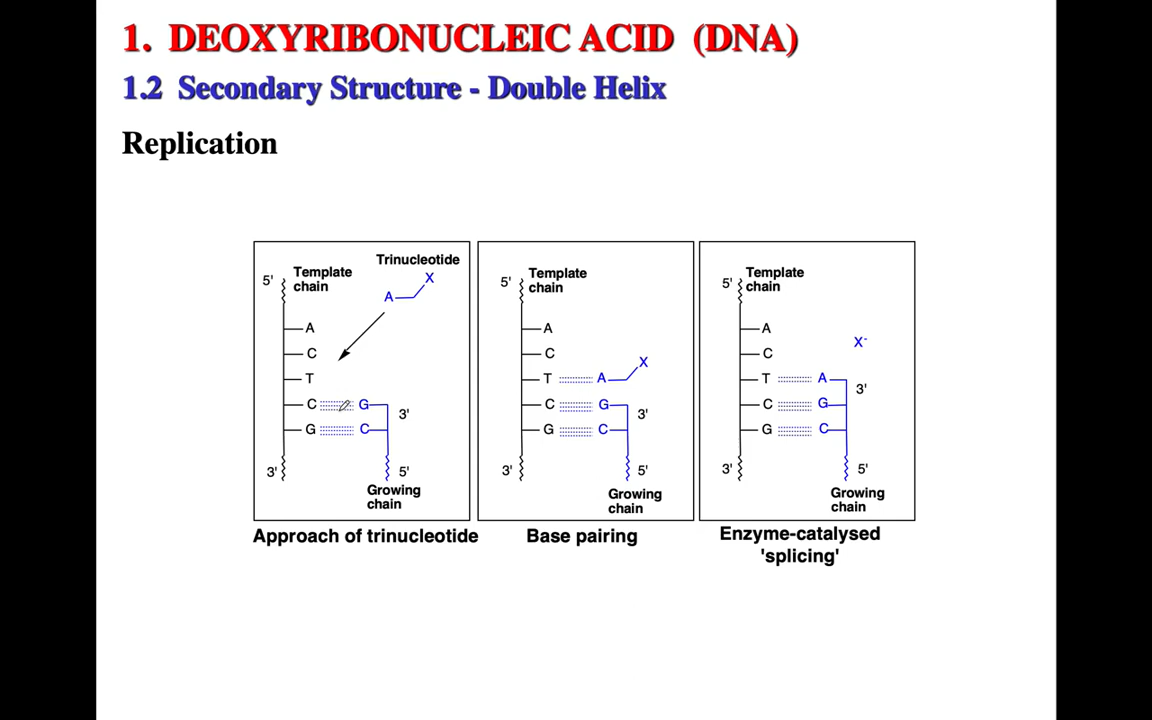 1. DEOXYRIBONUCLEIC ACID (DNA)
1.2 Secondary Structure - Double Helix
Replication
Trinucleotide
5'
Template
chain
X
A
A
C
T
C G
3'
G C
3'
5'
Growing
chain
Approach of trinucleotide
5'
Template
chain
A
C
X
T A
C G
3'
G C
3'
5'
Growing
chain
Base pairing
5'
Template
chain
A
X-
C
T A
3'
C G
G C
3'
5'
Growing
chain
Enzyme-catalysed
'splicing'